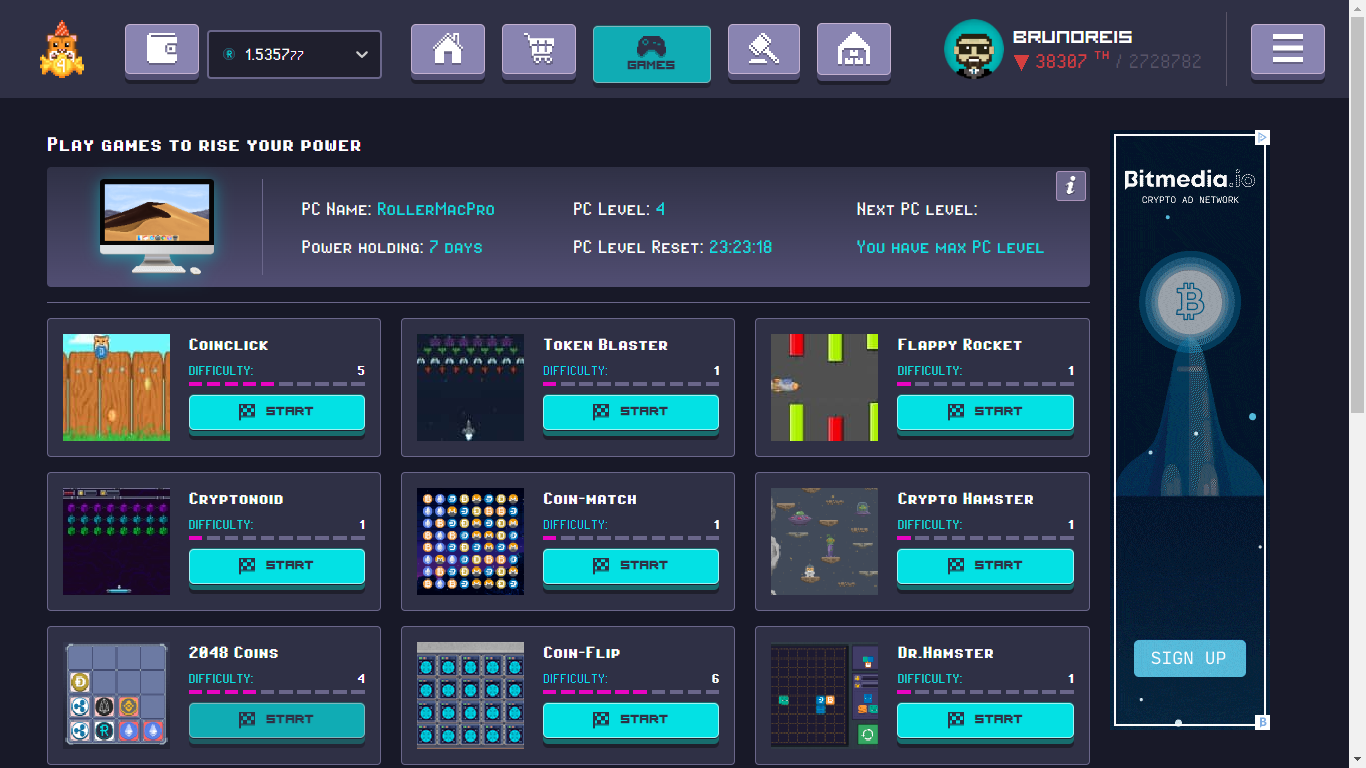 1.535777
GAMES
BRUNOREIS
38307 TH / 2728782
PLAY GAMES TO RISE YOUR POWER
PC NAME: ROLLERMACPRO
PC LEVEL: 4
NEXT PC LEVEL:
POWER HOLDING: 7 DAYS
PC LEVEL RESET: 23:23:18
YOU HAVE MAX PC LEVEL
i
COINCLICK
DIFFICULTY: 5
START
TOKEN BLASTER
DIFFICULTY: 1
START
FLAPPY ROCKET
DIFFICULTY: 1
START
CRYPTONOID
DIFFICULTY: 1
START
COIN-MATCH
DIFFICULTY: 1
START
CRYPTO HAMSTER
DIFFICULTY: 1
START
2048 COINS
DIFFICULTY: 4
START
COIN-FLIP
DIFFICULTY: 6
START
DR.HAMSTER
DIFFICULTY: 1
START
Bitmedia.io
CRYPTO AD NETWORK
SIGN UP